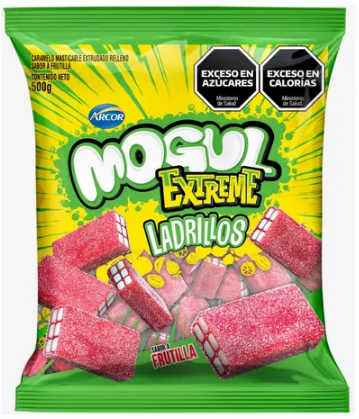 CARAMELO MASTICABLE EXTRUDADO RELLENO
SABOR A FRUTILLA
CONTENIDO NETO
500g
EXCESO EN
AZÚCARES
Ministerio
de Salud
EXCESO EN
CALORÍAS
Ministerio
de Salud
ARCOR
MOGUL
EXTREME
LADRILLOS
SABOR A
FRUTILLA